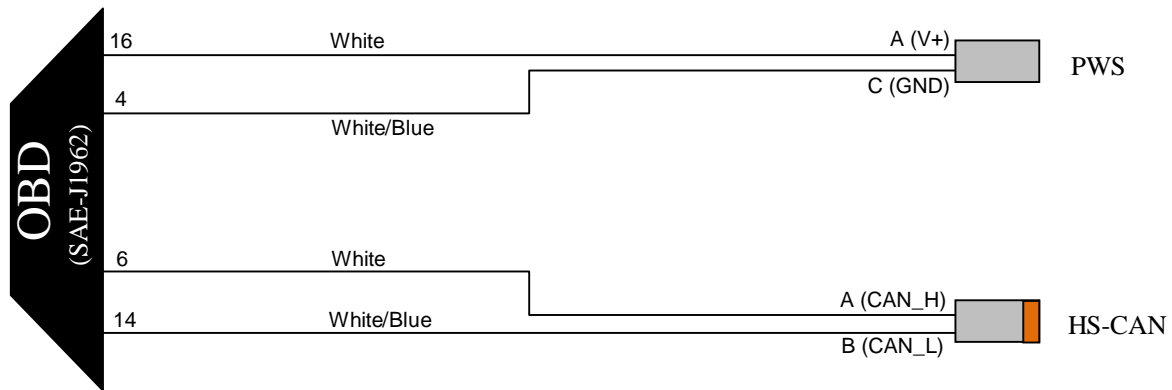 16 White A (V+)
PWS
C (GND)
4
White/Blue
OBD
(SAE-J1962)
6 White
A (CAN_H)
14 White/Blue
HS-CAN
B (CAN_L)